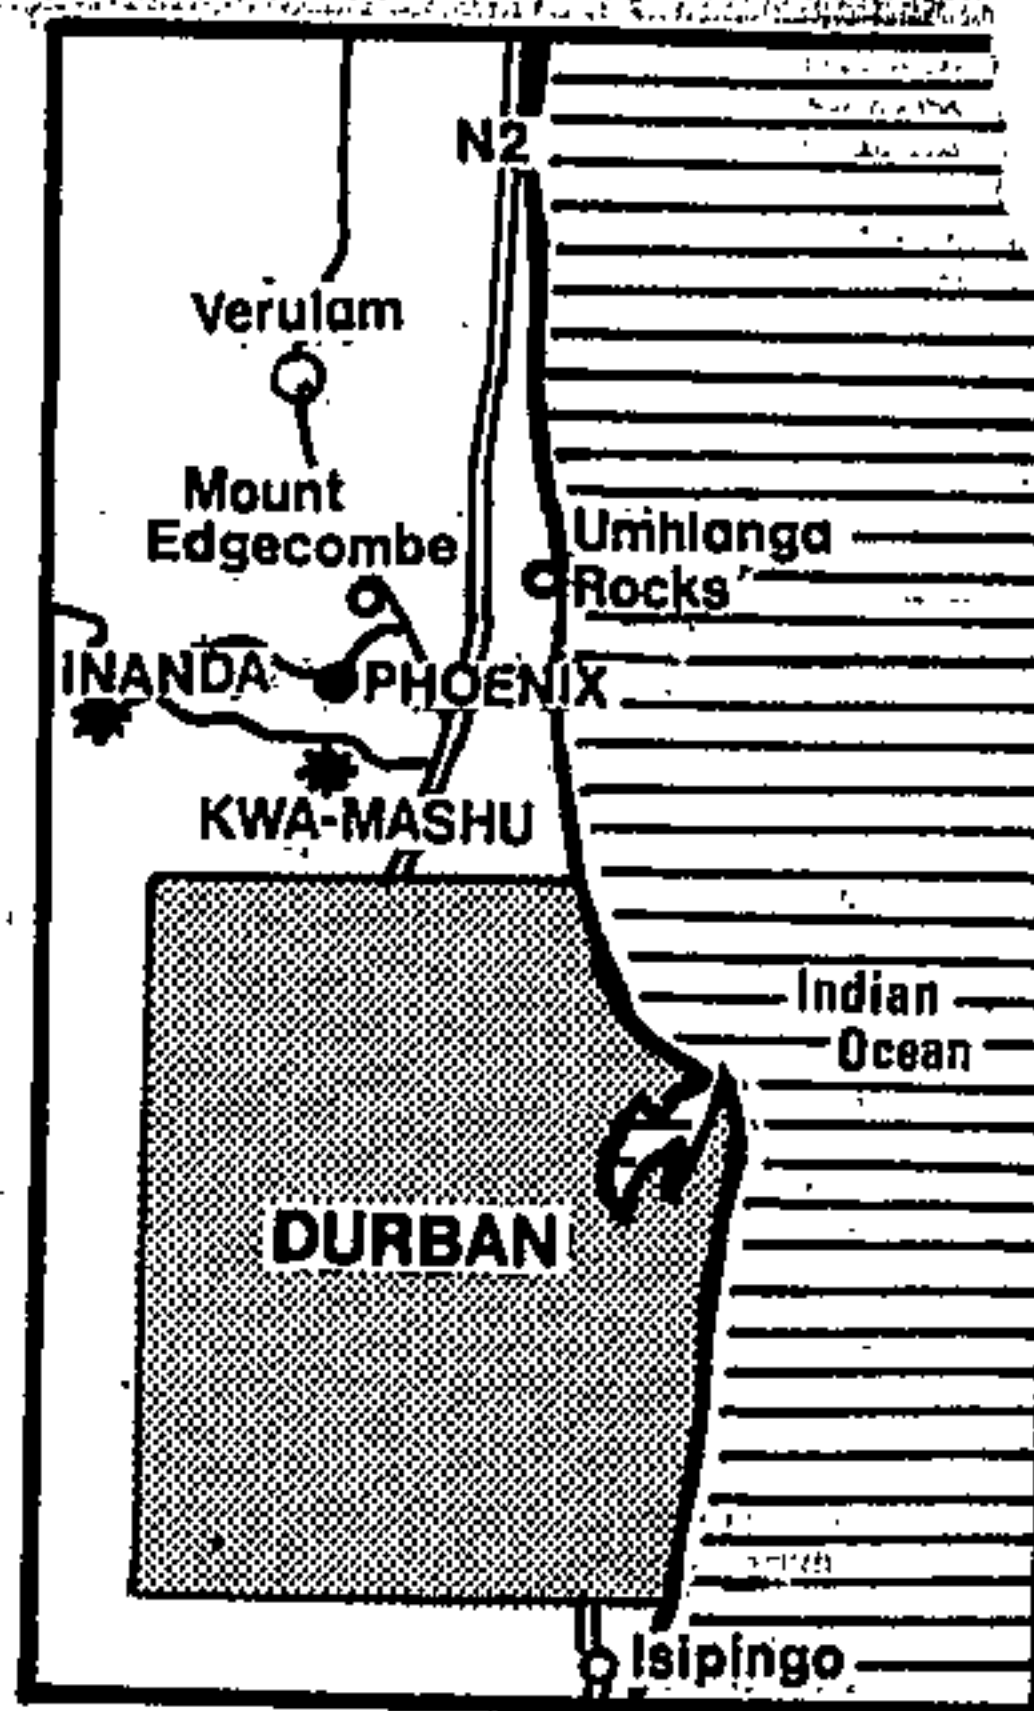 N2
Verulam
Mount
Edgecombe
Umhlanga
Rocks
INANDA
PHOENIX
KWA-MASHU
Indian
Ocean
DURBAN
Isipingo